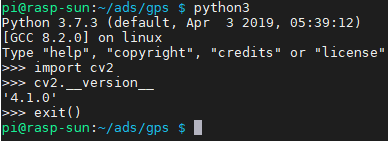 pi@rasp-sun:~/ads/gps $ python3
Python 3.7.3 (default, Apr  3 2019, 05:39:12)
[GCC 8.2.0] on linux
Type "help", "copyright", "credits" or "license"
>>> import cv2
>>> cv2.__version__
'4.1.0'
>>> exit()
pi@rasp-sun:~/ads/gps $